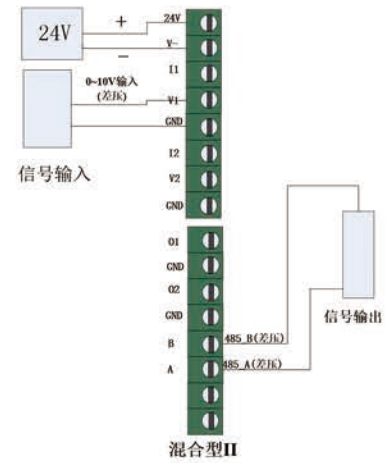 24V
+
24V
V-
−
I1
0~10V输入
(差压)
V1
GND
信号输入
I2
V2
GND
O1
GND
O2
GND
B
485_B(差压)
A
485_A(差压)
信号输出
混合型II